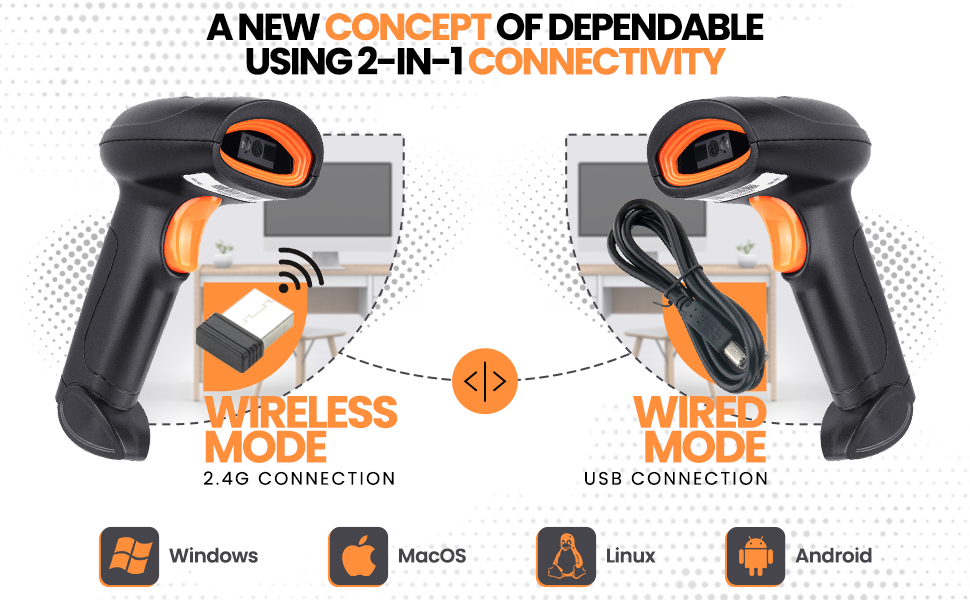 A NEW CONCEPT OF DEPENDABLE
USING 2-IN-1 CONNECTIVITY
WIRELESS
MODE
2.4G CONNECTION
WIRED
MODE
USB CONNECTION
Windows
MacOS
Linux
Android